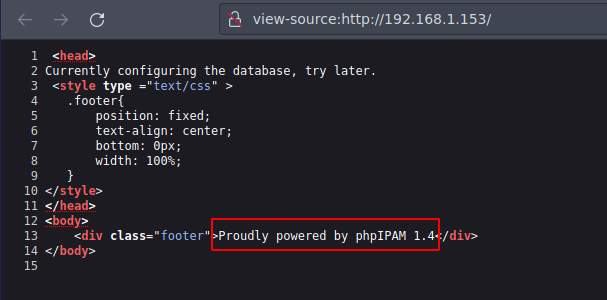 view-source:http://192.168.1.153/
1 <head>
2 Currently configuring the database, try later.
3 <style type ="text/css" >
4 .footer{
5 position: fixed;
6 text-align: center;
7 bottom: 0px;
8 width: 100%;
9 }
10 </style>
11 </head>
12 <body>
13 <div class="footer">Proudly powered by phpIPAM 1.4</div>
14 </body>
15